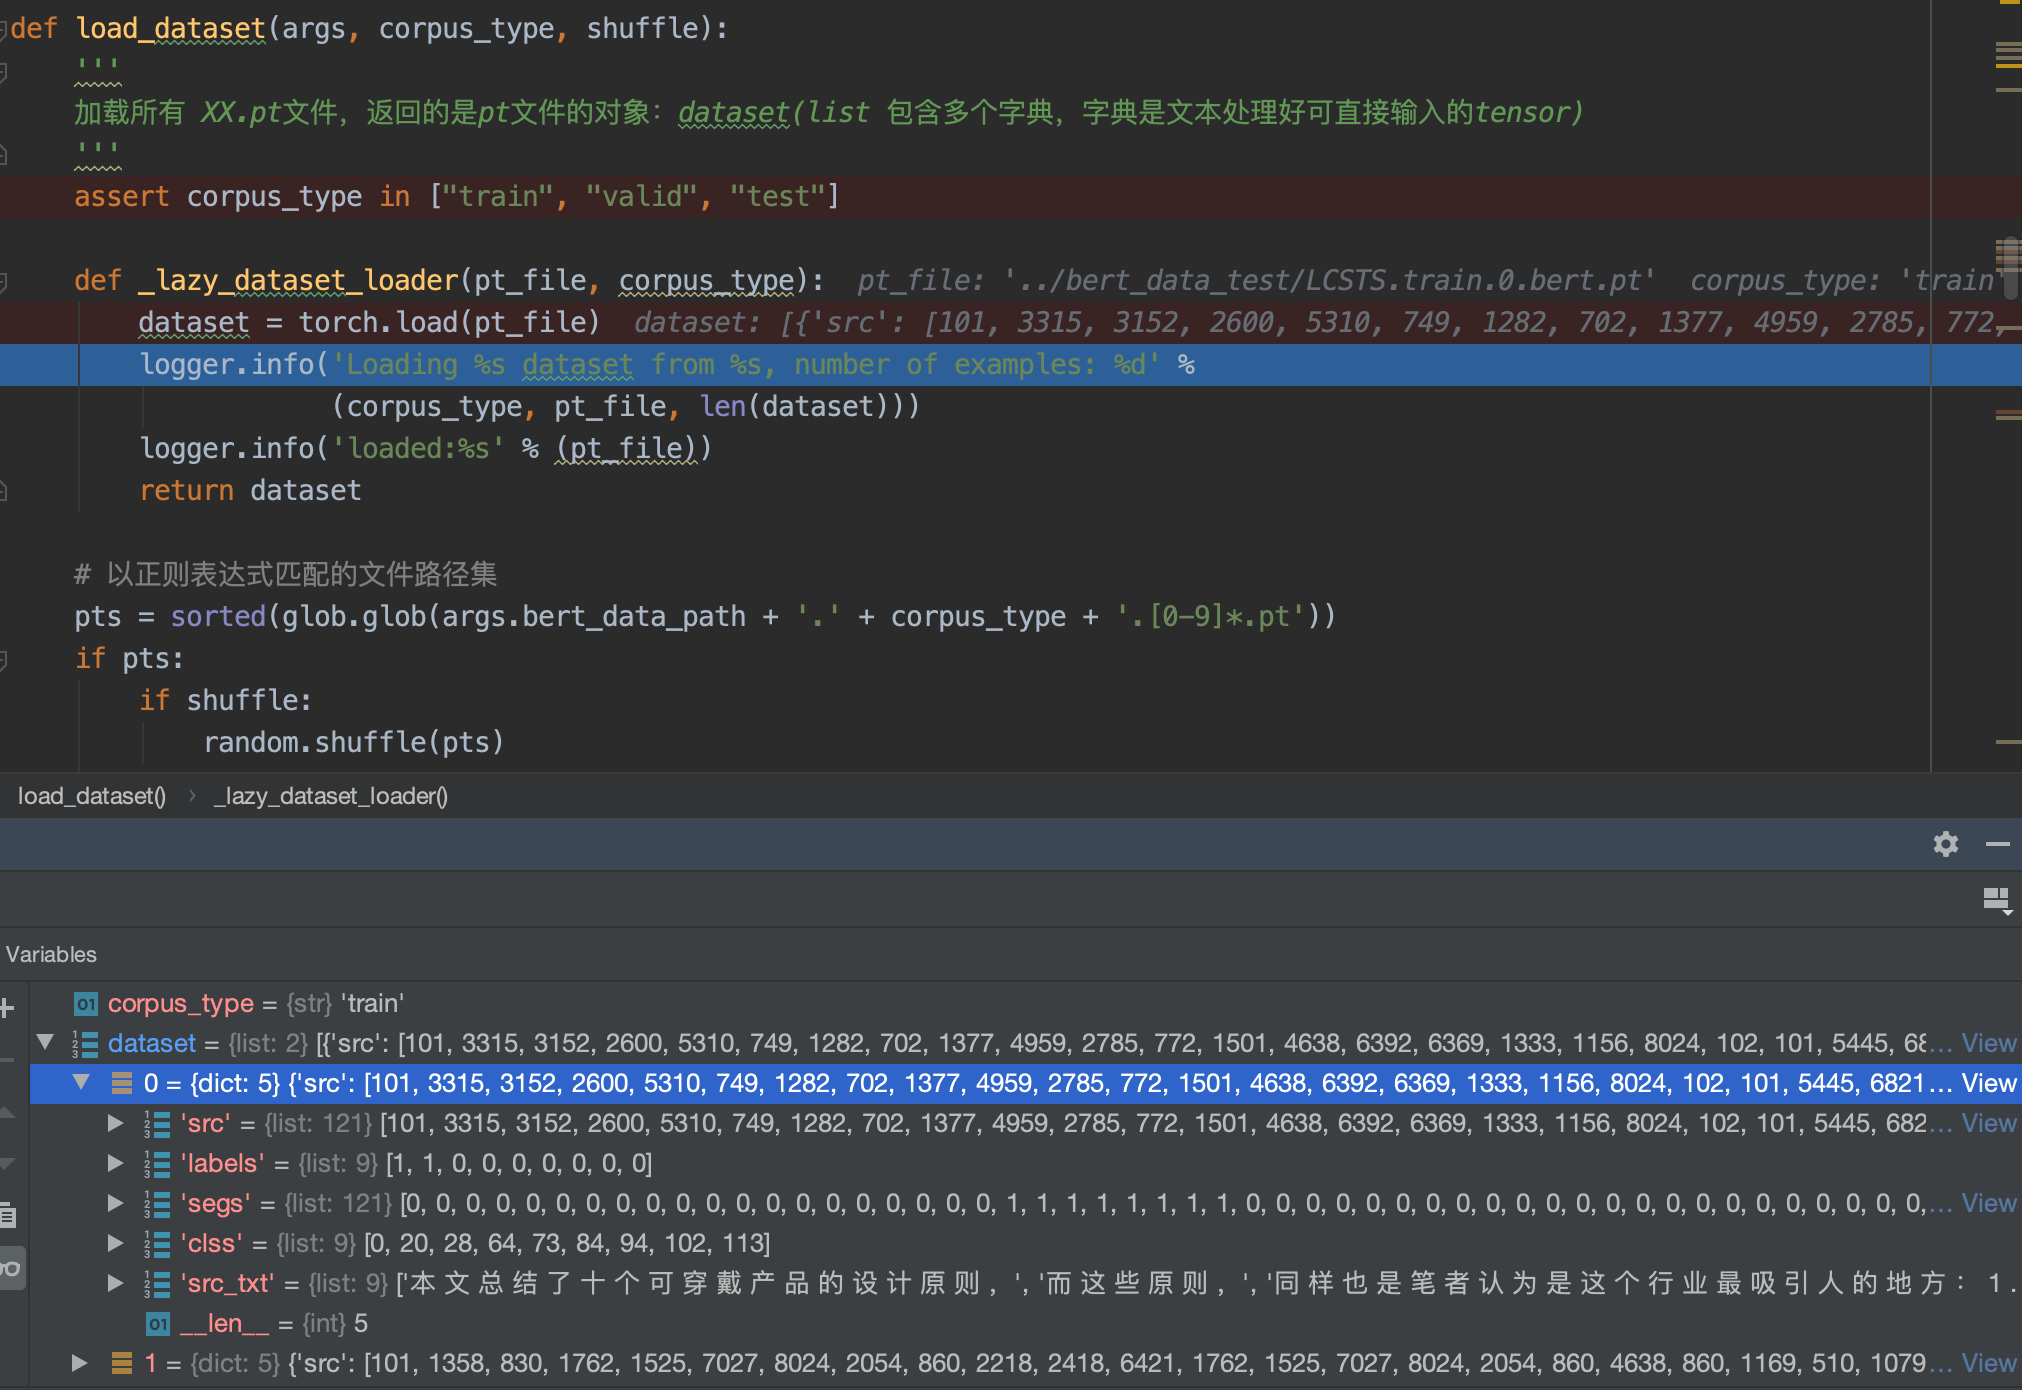 def load_dataset(args, corpus_type, shuffle):
'''
加载所有 XX.pt文件，返回的是pt文件的对象：dataset(list 包含多个字典，字典是文本处理好可直接输入的tensor)
'''
assert corpus_type in ["train", "valid", "test"]
def _lazy_dataset_loader(pt_file, corpus_type): pt_file: '../bert_data_test/LCSTS.train.0.bert.pt' corpus_type: 'train'
dataset = torch.load(pt_file) dataset: [{'src': [101, 3315, 3152, 2600, 5310, 749, 1282, 702, 1377, 4959, 2785, 772,
logger.info('Loading %s dataset from %s, number of examples: %d' %
(corpus_type, pt_file, len(dataset)))
logger.info('loaded:%s' % (pt_file))
return dataset
# 以正则表达式匹配的文件路径集
pts = sorted(glob.glob(args.bert_data_path + '.' + corpus_type + '.[0-9]*.pt'))
if pts:
if shuffle:
random.shuffle(pts)
load_dataset() › _lazy_dataset_loader()
Variables
01 corpus_type = {str} 'train'
dataset = {list: 2} [{'src': [101, 3315, 3152, 2600, 5310, 749, 1282, 702, 1377, 4959, 2785, 772, 1501, 4638, 6392, 6369, 1333, 1156, 8024, 102, 101, 5445, 68... View
0 = {dict: 5} {'src': [101, 3315, 3152, 2600, 5310, 749, 1282, 702, 1377, 4959, 2785, 772, 1501, 4638, 6392, 6369, 1333, 1156, 8024, 102, 101, 5445, 6821... View
'src' = {list: 121} [101, 3315, 3152, 2600, 5310, 749, 1282, 702, 1377, 4959, 2785, 772, 1501, 4638, 6392, 6369, 1333, 1156, 8024, 102, 101, 5445, 682... View
'labels' = {list: 9} [1, 1, 0, 0, 0, 0, 0, 0, 0]
'segs' = {list: 121} [0, 0, 0, 0, 0, 0, 0, 0, 0, 0, 0, 0, 0, 0, 0, 0, 0, 0, 0, 0, 1, 1, 1, 1, 1, 1, 1, 1, 0, 0, 0, 0, 0, 0, 0, 0, 0, 0, 0, 0, 0, 0, 0, 0, 0, 0, 0, 0, 0, 0, 0,... View
'clss' = {list: 9} [0, 20, 28, 64, 73, 84, 94, 102, 113]
'src_txt' = {list: 9} ['本 文 总 结 了 十 个 可 穿 戴 产 品 的 设 计 原 则 ，', '而 这 些 原 则 ，', '同 样 也 是 笔 者 认 为 是 这 个 行 业 最 吸 引 人 的 地 方 ： 1 .
01 __len__ = {int} 5
1 = {dict: 5} {'src': [101, 1358, 830, 1762, 1525, 7027, 8024, 2054, 860, 2218, 2418, 6421, 1762, 1525, 7027, 8024, 2054, 860, 4638, 860, 1169, 510, 1079... View